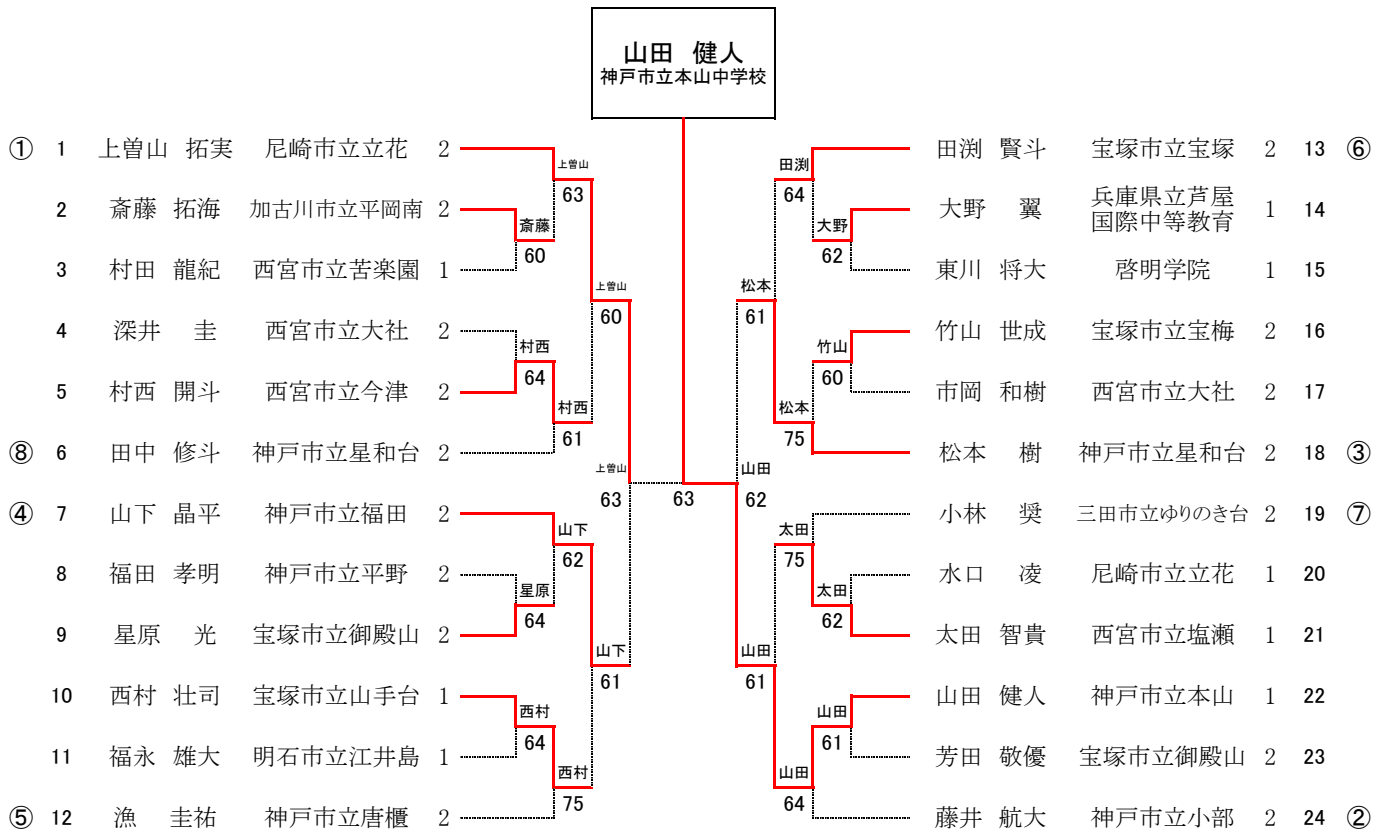 山田 健人
神戸市立本山中学校
① 1 上曽山 拓実 尼崎市立立花 2
2 斎藤 拓海 加古川市立平岡南 2
3 村田 龍紀 西宮市立苦楽園 1
4 深井 圭 西宮市立大社 2
5 村西 開斗 西宮市立今津 2
⑧ 6 田中 修斗 神戸市立星和台 2
④ 7 山下 晶平 神戸市立福田 2
8 福田 孝明 神戸市立平野 2
9 星原 光 宝塚市立御殿山 2
10 西村 壮司 宝塚市立山手台 1
11 福永 雄大 明石市立江井島 1
⑤ 12 漁 圭祐 神戸市立唐櫃 2
斎藤
60
村西
64
星原
64
西村
64
上曽山
63
村西
61
山下
62
西村
75
上曽山
60
山下
61
上曽山
63
63
山田
62
松本
61
山田
61
田渕
64
松本
75
太田
75
山田
64
大野
62
竹山
60
太田
62
山田
61
田渕 賢斗 宝塚市立宝塚 2 13 ⑥
大野 翼 兵庫県立芦屋
国際中等教育 1 14
東川 将大 啓明学院 1 15
竹山 世成 宝塚市立宝梅 2 16
市岡 和樹 西宮市立大社 2 17
松本 樹 神戸市立星和台 2 18 ③
小林 奨 三田市立ゆりのき台 2 19 ⑦
水口 凌 尼崎市立立花 1 20
太田 智貴 西宮市立塩瀬 1 21
山田 健人 神戸市立本山 1 22
芳田 敬優 宝塚市立御殿山 2 23
藤井 航大 神戸市立小部 2 24 ②